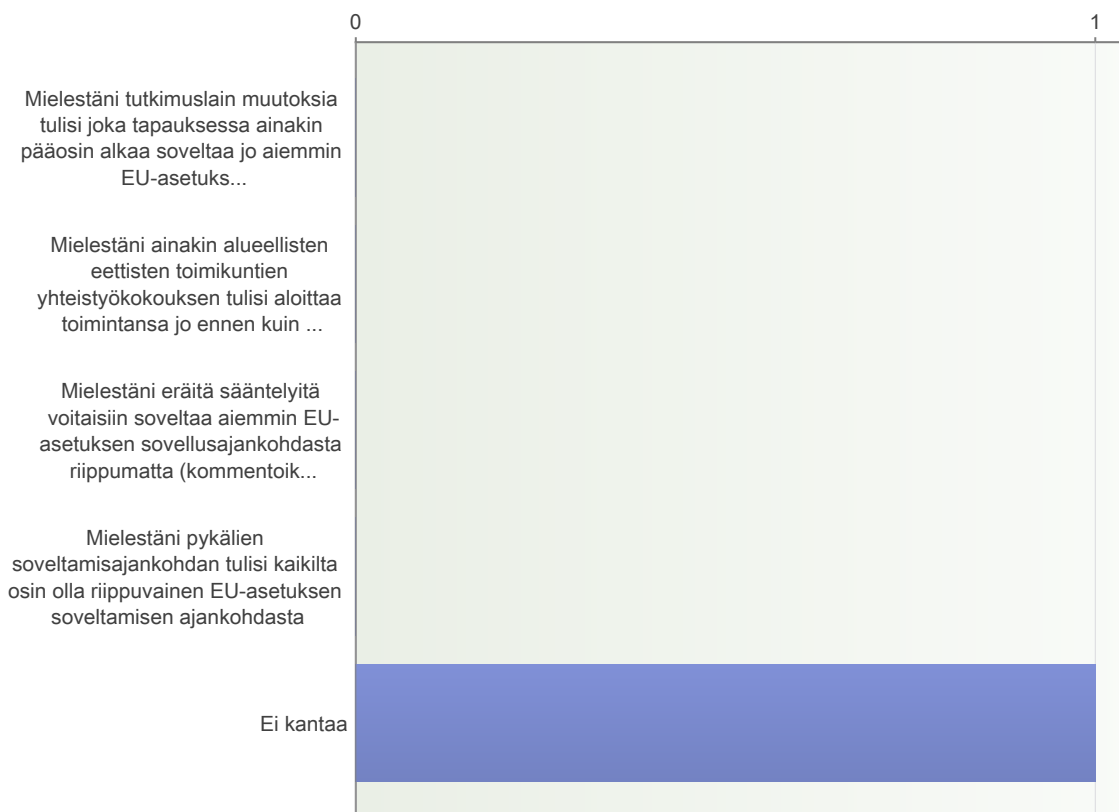 0 1
Mielestäni tutkimuslain muutoksia
tulisi joka tapauksessa ainakin
pääosin alkaa soveltaa jo aiemmin
EU-asetuks...
Mielestäni ainakin alueellisten
eettisten toimikuntien
yhteistyökokouksen tulisi aloittaa
toimintansa jo ennen kuin ...
Mielestäni eräitä sääntelyitä
voitaisiin soveltaa aiemmin EU-
asetuksen sovellusajankohdasta
riippumatta (kommentoik...
Mielestäni pykälien
soveltamisajankohdan tulisi kaikilta
osin olla riippuvainen EU-asetuksen
soveltamisen ajankohdasta
Ei kantaa